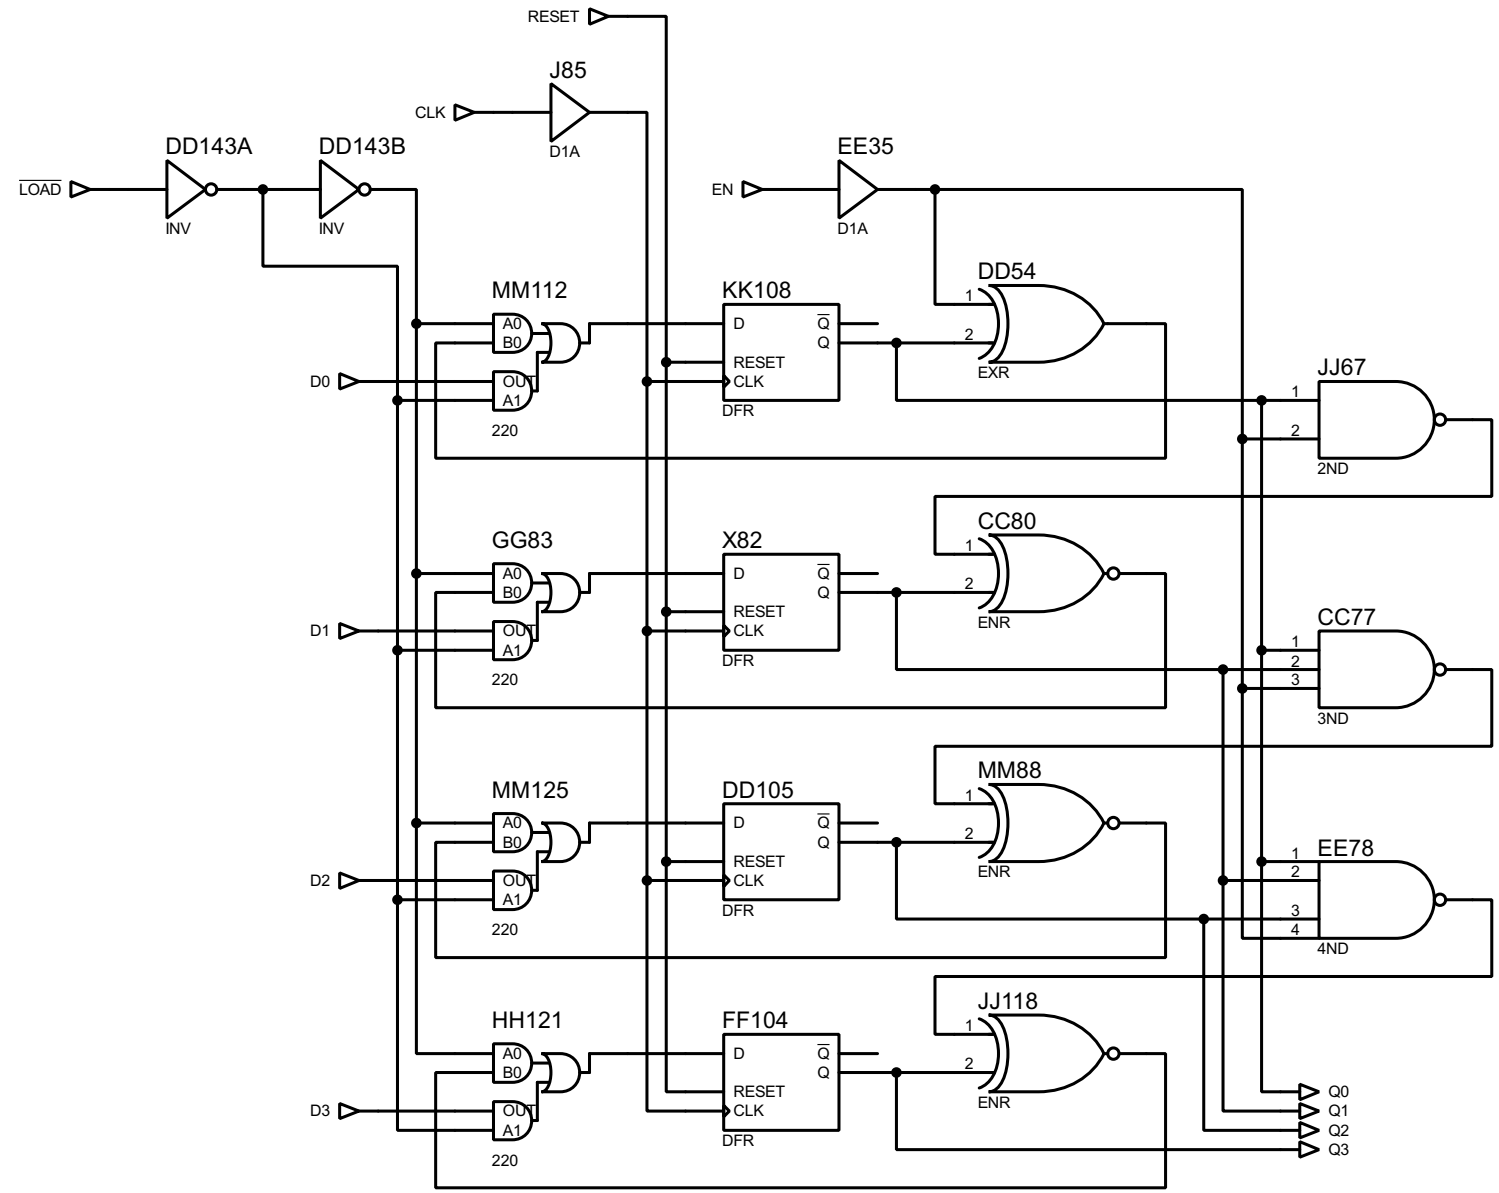 RESET
J85
CLK
D1A
DD143A
DD143B
EE35
LOAD
EN
INV
INV
D1A
DD54
MM112
KK108
1
A0
B0
D
Q
Q
2
EXR
RESET
CLK
D0
OUT
A1
DFR
220
JJ67
1
2
2ND
CC80
GG83
X82
1
A0
B0
D
Q
Q
2
ENR
RESET
CLK
D1
OUT
A1
DFR
220
CC77
1
2
3
3ND
MM88
MM125
DD105
1
A0
B0
D
Q
Q
2
ENR
RESET
CLK
D2
OUT
A1
DFR
220
EE78
1
2
3
4
4ND
JJ118
HH121
FF104
1
A0
B0
D
Q
Q
2
ENR
RESET
CLK
D3
OUT
A1
DFR
220
Q0
Q1
Q2
Q3